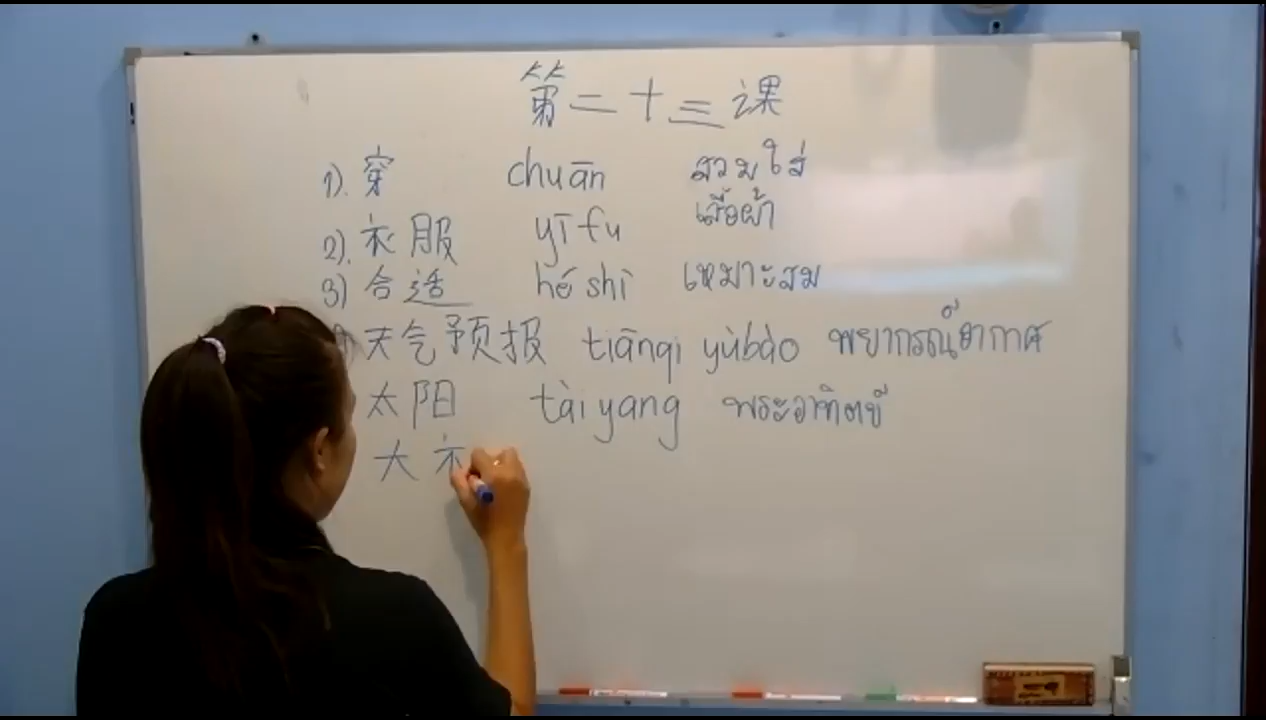 第二十三课
1). 穿 chuān สวมใส่
2). 衣服 yīfu เสื้อผ้า
3) 合适 héshì เหมาะสม
天气预报 tiānqi yùbào พยากรณ์อากาศ
太阳 tàiyang พระอาทิตย์
大衣